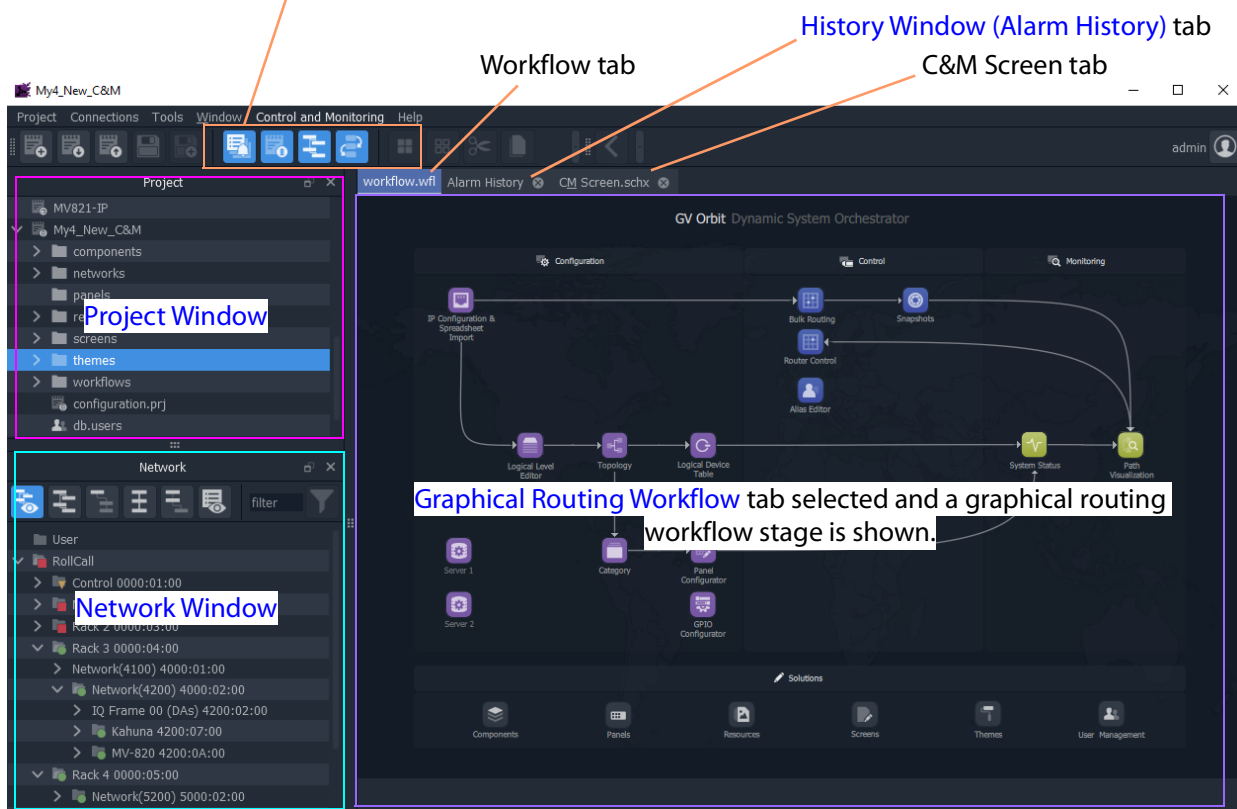 History Window (Alarm History) tab
Workflow tab
C&M Screen tab
My4_New_C&M
Project Connections Tools Window Control and Monitoring Help
admin
Project
workflow.wfl Alarm History CM Screen.schx
MV821-IP
My4_New_C&M
components
networks
panels
re
screens
themes
workflows
configuration.prj
db.users
Project Window
GV Orbit Dynamic System Orchestrator
Configuration
Control
Monitoring
IP Configuration &
Spreadsheet
Import
Bulk Routing
Snapshots
Router Control
Alias Editor
Logical Level
Editor
Topology
Logical Device
Table
System Status
Path
Visualization
Graphical Routing Workflow tab selected and a graphical routing
workflow stage is shown.
Server 1
Category
Panel
Configurator
Server 2
GPIO
Configurator
Solutions
Components
Panels
Resources
Screens
Themes
User Management
Network
filter
User
RollCall
Control 0000:01:00
Network Window
Rack 2 0000:03:00
Rack 3 0000:04:00
Network(4100) 4000:01:00
Network(4200) 4000:02:00
IQ Frame 00 (DAs) 4200:02:00
Kahuna 4200:07:00
MV-820 4200:0A:00
Rack 4 0000:05:00
Network(5200) 5000:02:00